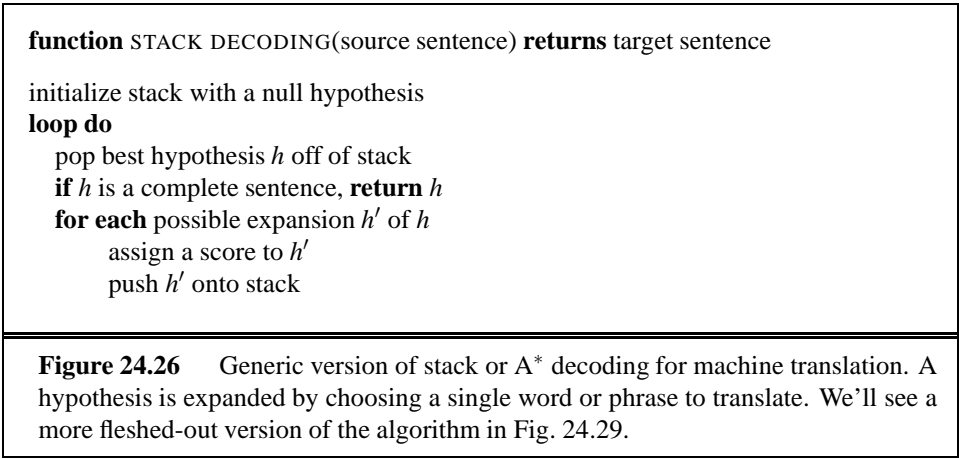 function STACK DECODING(source sentence) returns target sentence
initialize stack with a null hypothesis
loop do
pop best hypothesis h off of stack
if h is a complete sentence, return h
for each possible expansion h′ of h
assign a score to h′
push h′ onto stack
Figure 24.26 Generic version of stack or A* decoding for machine translation. A
hypothesis is expanded by choosing a single word or phrase to translate. We'll see a
more fleshed-out version of the algorithm in Fig. 24.29.